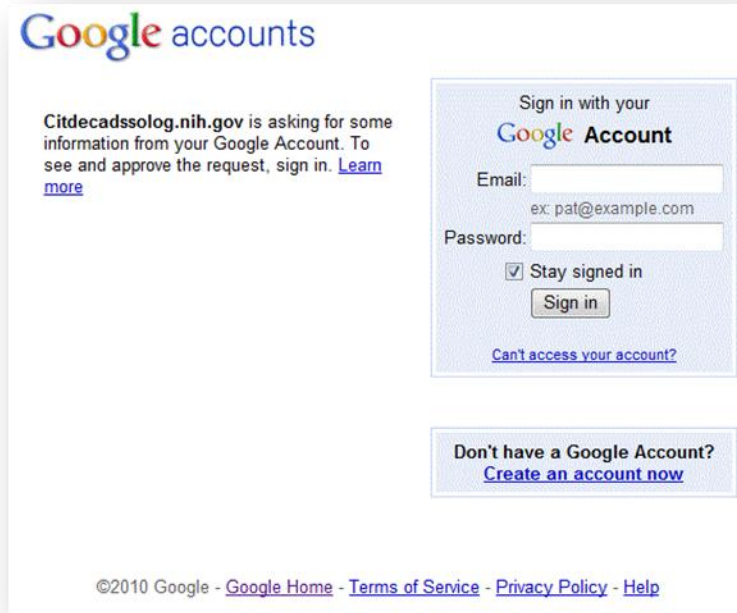 Google accounts
Citdecadssolog.nih.gov is asking for some
information from your Google Account. To
see and approve the request, sign in. Learn
more
Sign in with your
Google Account
Email:
ex: pat@example.com
Password:
Stay signed in
Sign in
Can't access your account?
Don't have a Google Account?
Create an account now
©2010 Google - Google Home - Terms of Service - Privacy Policy - Help